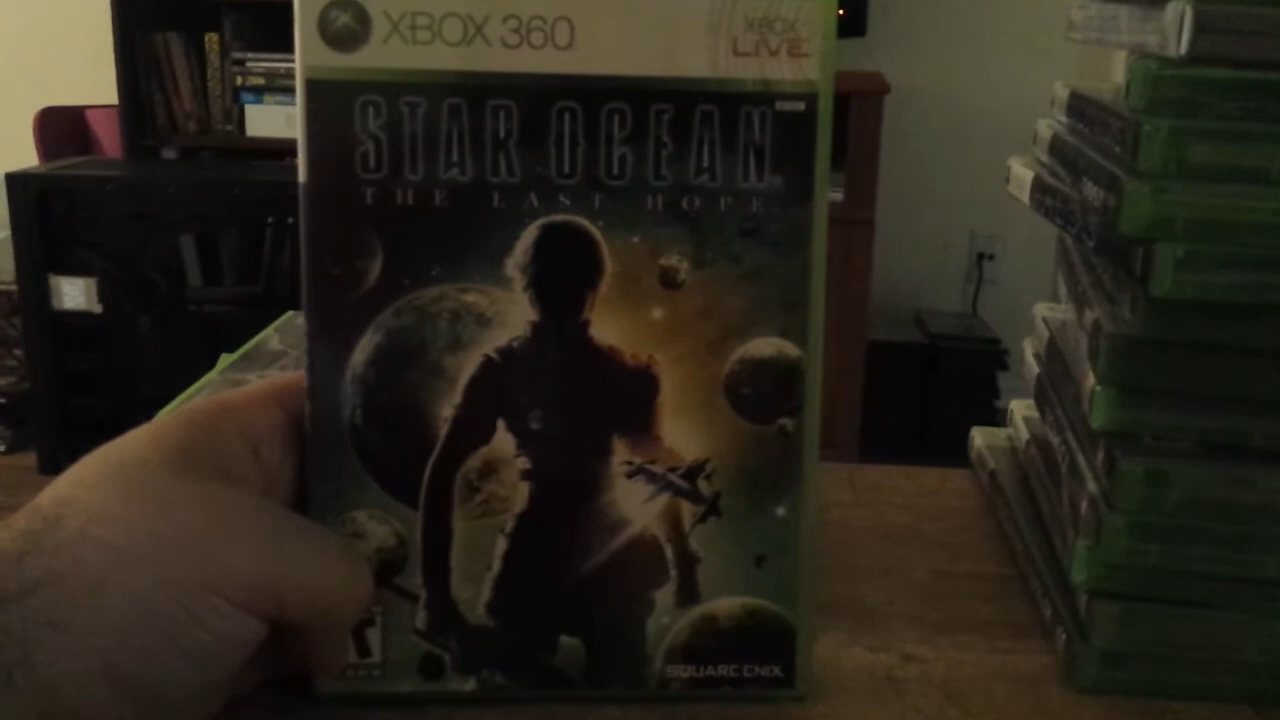 XBOX 360
XBOX
LIVE
STAR OCEAN
THE LAST HOPE
T
SQUARE ENIX